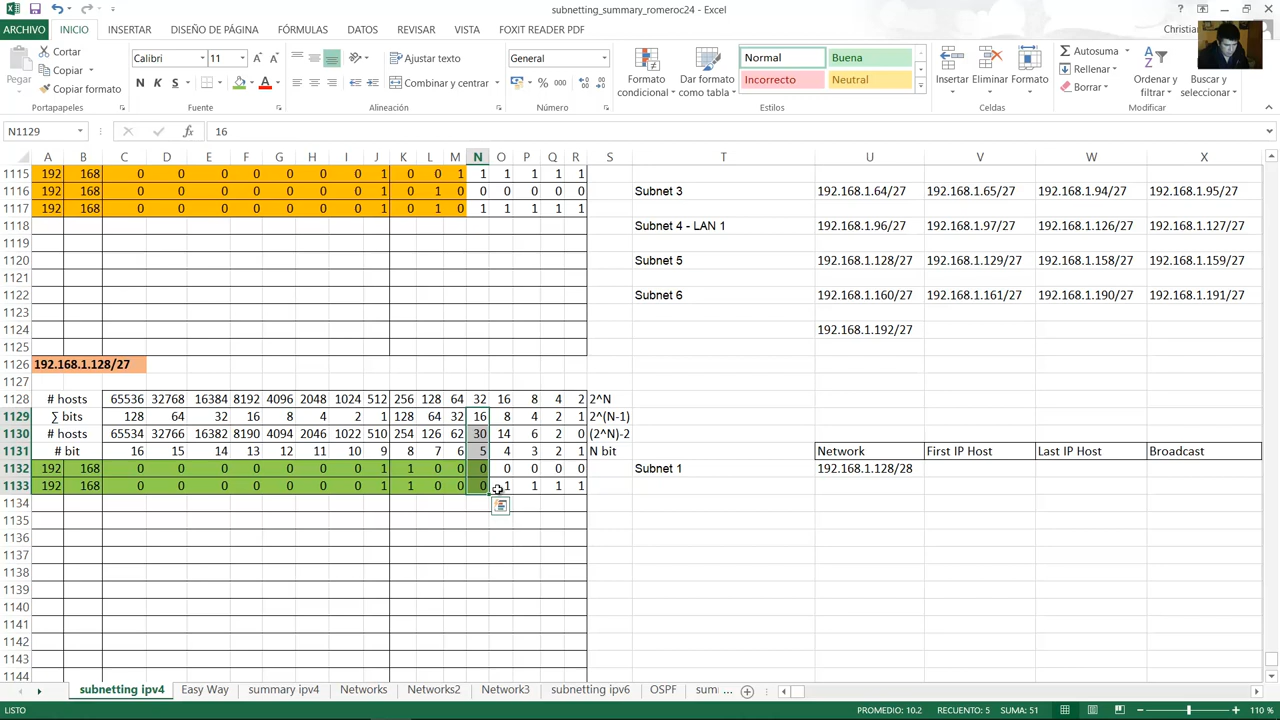 subnetting_summary_romeroc24 - Excel
ARCHIVO INICIO INSERTAR DISEÑO DE PÁGINA FÓRMULAS DATOS REVISAR VISTA FOXIT READER PDF Christian
Pegar Cortar Copiar Copiar formato Portapapeles
Calibri 11 N K S Fuente
Ajustar texto Combinar y centrar Alineación
General $ % 000 Número
Formato condicional Dar formato como tabla Normal Buena Incorrecto Neutral Estilos
Insertar Eliminar Formato Celdas
Autosuma Rellenar Borrar Ordenar y filtrar Buscar y seleccionar Modificar
N1129 fx 16
A B C D E F G H I J K L M N O P Q R S T U V W X
1115 192 168 0 0 0 0 0 0 0 1 0 0 1 1 1 1 1
1116 192 168 0 0 0 0 0 0 0 1 0 1 0 0 0 0 0 0 Subnet 3 192.168.1.64/27 192.168.1.65/27 192.168.1.94/27 192.168.1.95/27
1117 192 168 0 0 0 0 0 0 0 1 0 1 0 1 1 1 1 1
1118 Subnet 4 - LAN 1 192.168.1.96/27 192.168.1.97/27 192.168.1.126/27 192.168.1.127/27
1119
1120 Subnet 5 192.168.1.128/27 192.168.1.129/27 192.168.1.158/27 192.168.1.159/27
1121
1122 Subnet 6 192.168.1.160/27 192.168.1.161/27 192.168.1.190/27 192.168.1.191/27
1123
1124 192.168.1.192/27
1125
1126 192.168.1.128/27
1127
1128 # hosts 65536 32768 16384 8192 4096 2048 1024 512 256 128 64 32 16 8 4 2 2^N
1129 ∑ bits 128 64 32 16 8 4 2 1 128 64 32 16 8 4 2 1 2^(N-1)
1130 # hosts 65534 32766 16382 8190 4094 2046 1022 510 254 126 62 30 14 6 2 0 (2^N)-2
1131 # bit 16 15 14 13 12 11 10 9 8 7 6 5 4 3 2 1 N bit Network First IP Host Last IP Host Broadcast
1132 192 168 0 0 0 0 0 0 0 1 1 0 0 0 0 0 0 0 Subnet 1 192.168.1.128/28
1133 192 168 0 0 0 0 0 0 0 1 1 0 0 0 1 1 1 1
1134
1135
1136
1137
1138
1139
1140
1141
1142
1143
1144
subnetting ipv4 Easy Way summary ipv4 Networks Networks2 Network3 subnetting ipv6 OSPF sum ...
LISTO PROMEDIO: 10.2 RECUENTO: 5 SUMA: 51 110 %